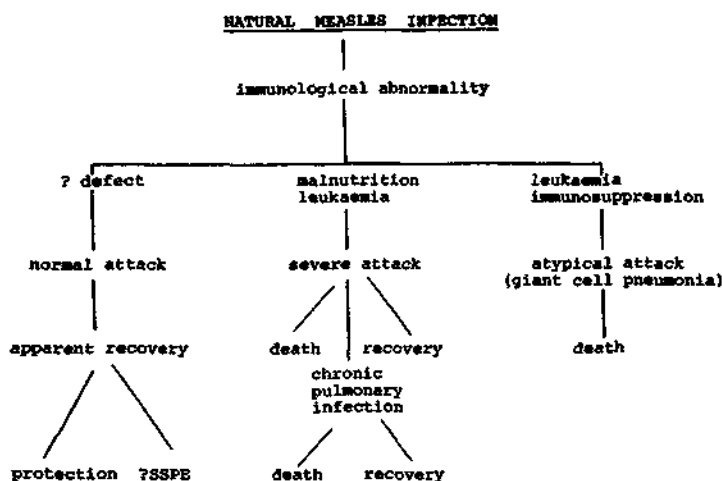 NATURAL MEASLES INFECTION
immunological abnormality
? defect
malnutrition
leukaemia
leukaemia
immunosuppression
normal attack
severe attack
atypical attack
(giant cell pneumonia)
apparent recovery
death
recovery
death
chronic
pulmonary
infection
protection
?SSPE
death
recovery